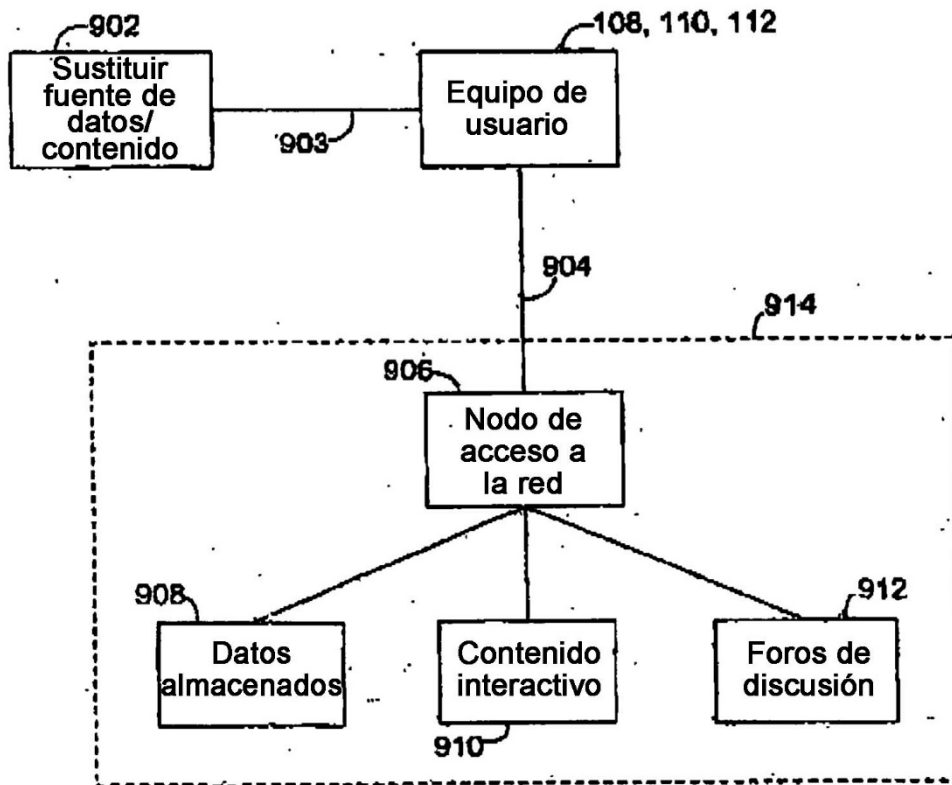 902
108, 110, 112
Sustituir
fuente de
datos/
contenido
903
Equipo de
usuario
904
914
906
Nodo de
acceso a
la red
908
Datos
almacenados
Contenido
interactivo
910
912
Foros de
discusión